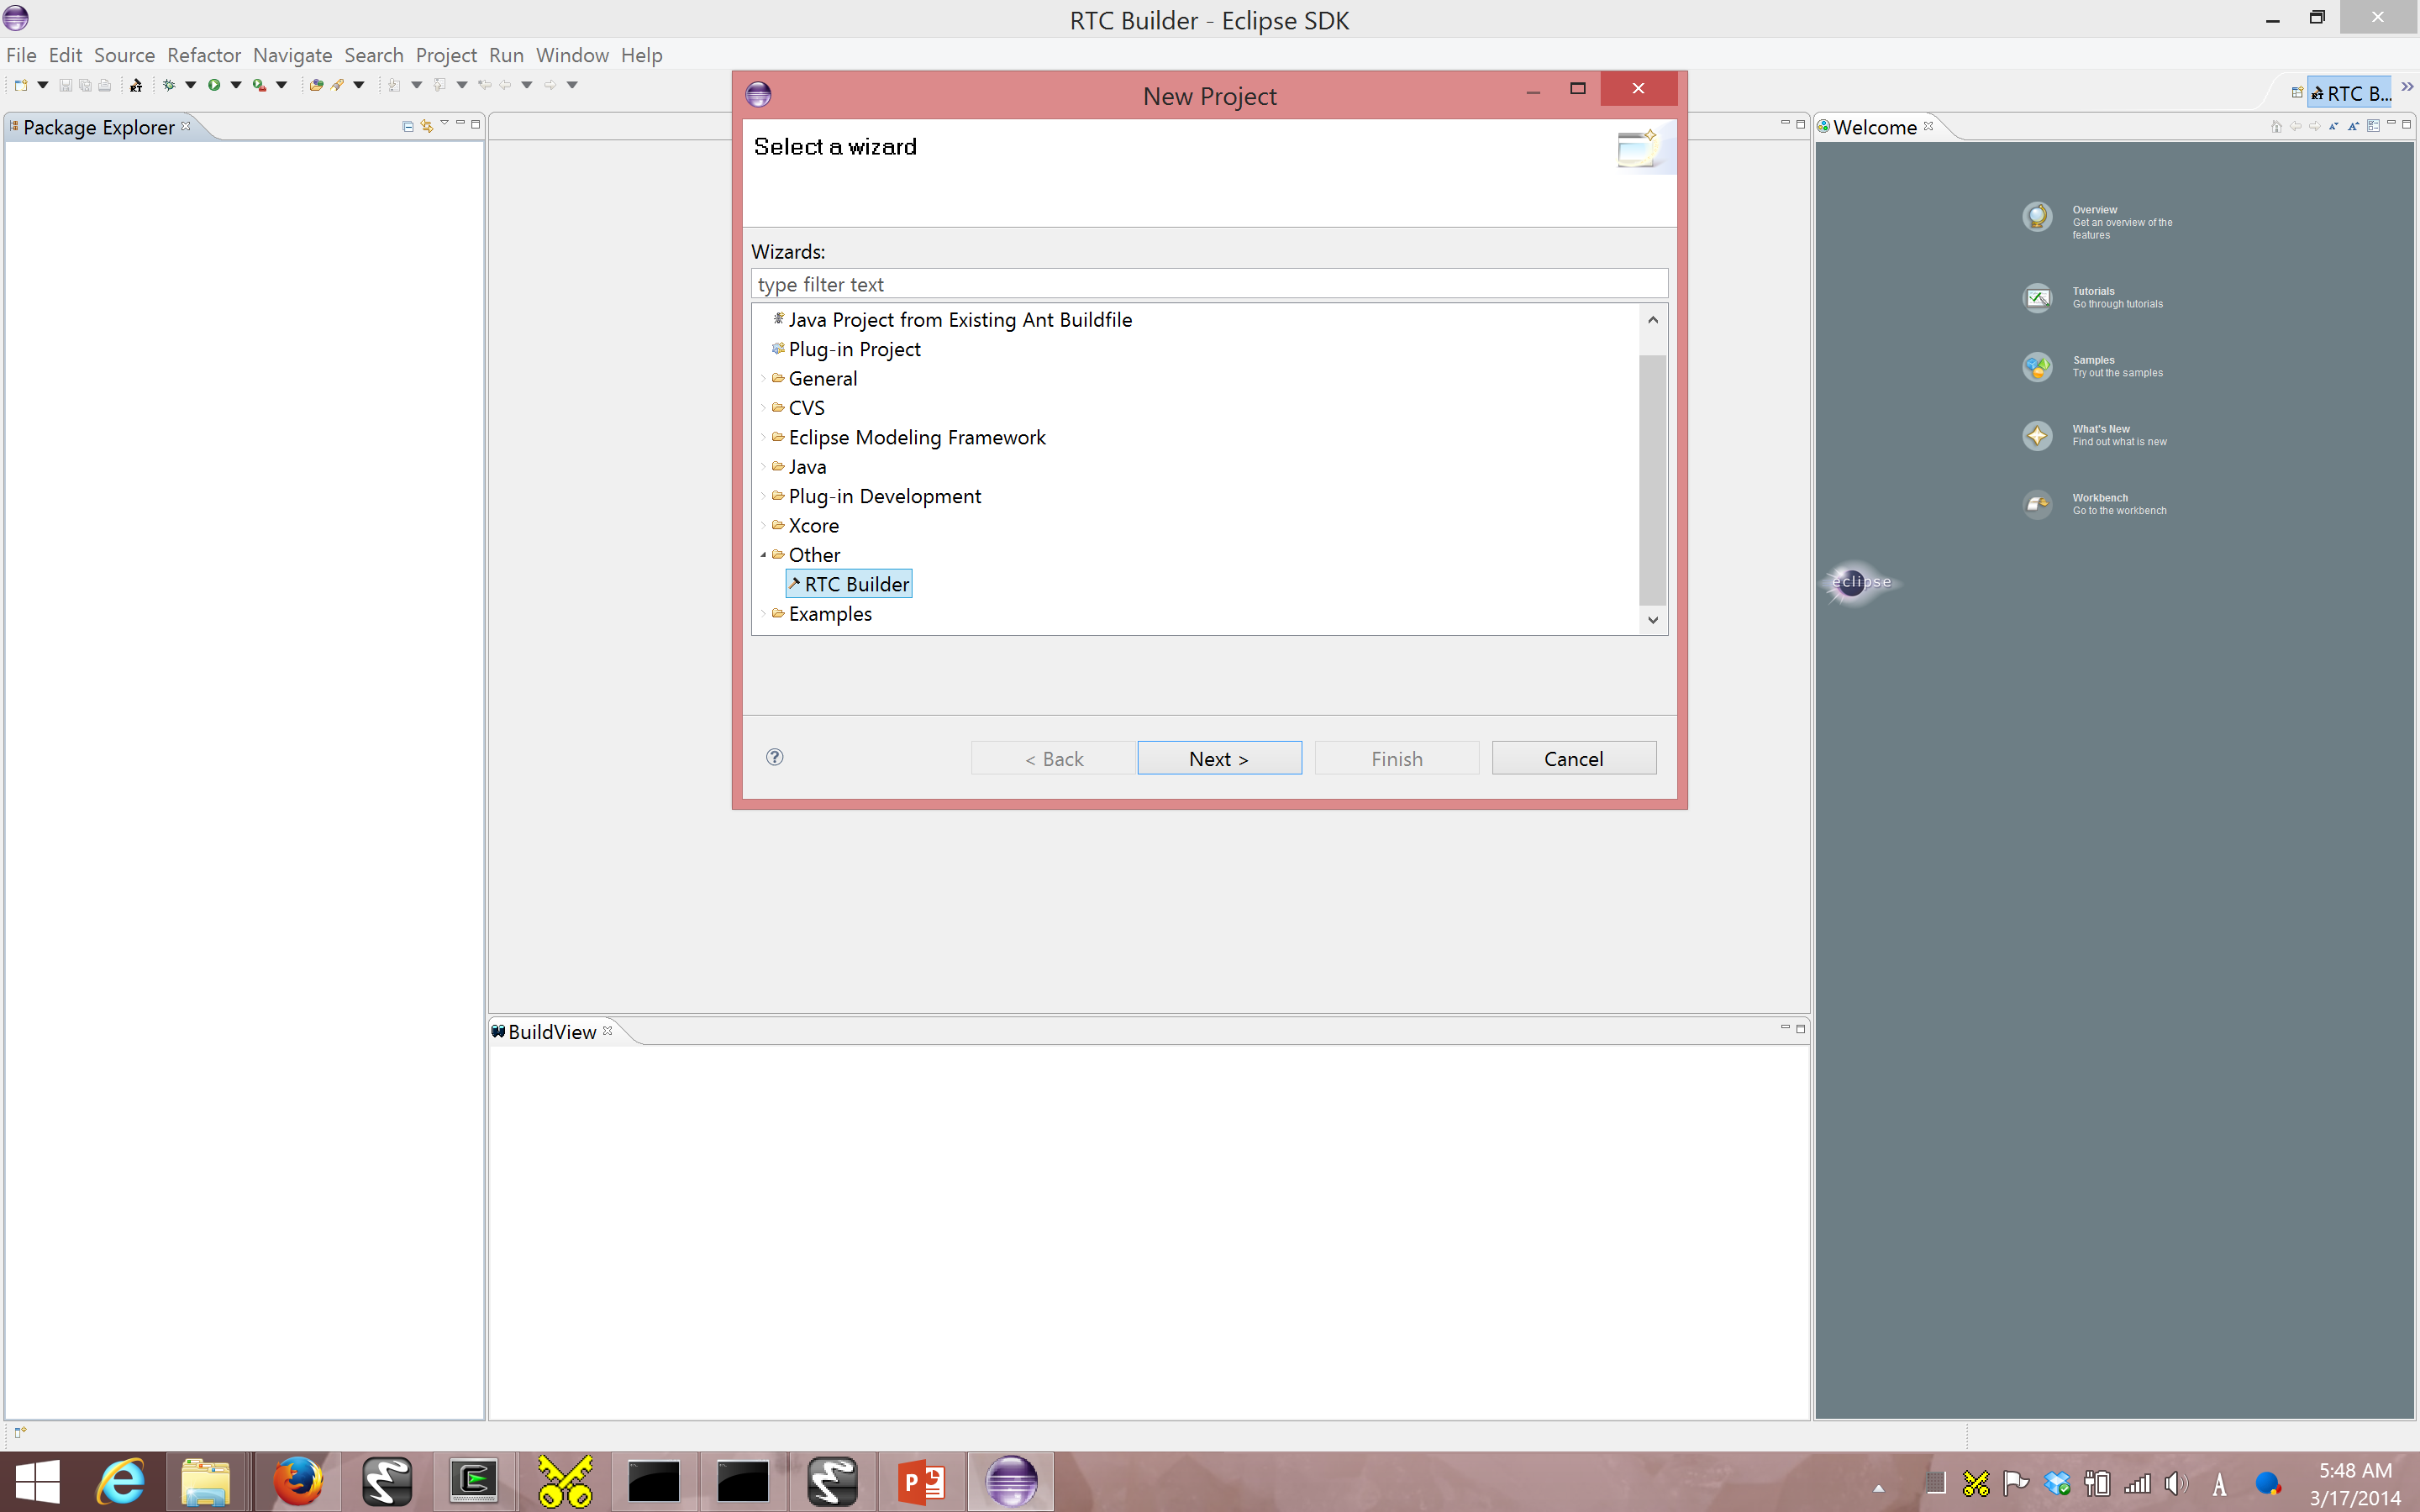 RTC Builder - Eclipse SDK
File Edit Source Refactor Navigate Search Project Run Window Help
RTC B...
Package Explorer
New Project
Select a wizard
Wizards:
type filter text
Java Project from Existing Ant Buildfile
Plug-in Project
General
CVS
Eclipse Modeling Framework
Java
Plug-in Development
Xcore
Other
RTC Builder
Examples
< Back
Next >
Finish
Cancel
BuildView
Welcome
Overview
Get an overview of the
features
Tutorials
Go through tutorials
Samples
Try out the samples
What's New
Find out what is new
Workbench
Go to the workbench
eclipse
A
5:48 AM
3/17/2014